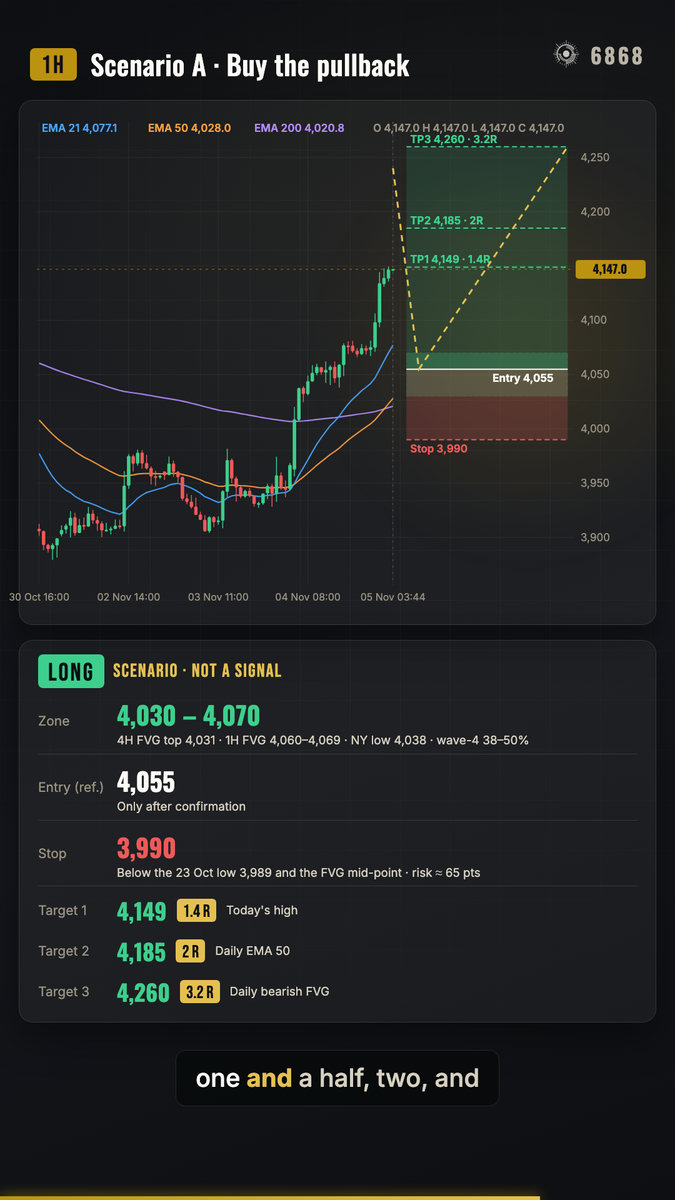 1H Scenario A · Buy the pullback
6868
EMA 21 4,077.1 EMA 50 4,028.0 EMA 200 4,020.8 O 4,147.0 H 4,147.0 L 4,147.0 C 4,147.0
TP3 4,260 · 3.2R
4,250
TP2 4,185 · 2R
4,200
TP1 4,149 · 1.4R
4,147.0
4,100
4,050
Entry 4,055
4,000
Stop 3,990
3,950
3,900
30 Oct 16:00 02 Nov 14:00 03 Nov 11:00 04 Nov 08:00 05 Nov 03:44
LONG SCENARIO · NOT A SIGNAL
Zone 4,030 – 4,070
4H FVG top 4,031 · 1H FVG 4,060–4,069 · NY low 4,038 · wave-4 38–50%
Entry (ref.) 4,055
Only after confirmation
Stop 3,990
Below the 23 Oct low 3,989 and the FVG mid-point · risk ≈ 65 pts
Target 1 4,149 1.4 R Today's high
Target 2 4,185 2 R Daily EMA 50
Target 3 4,260 3.2 R Daily bearish FVG
one and a half, two, and